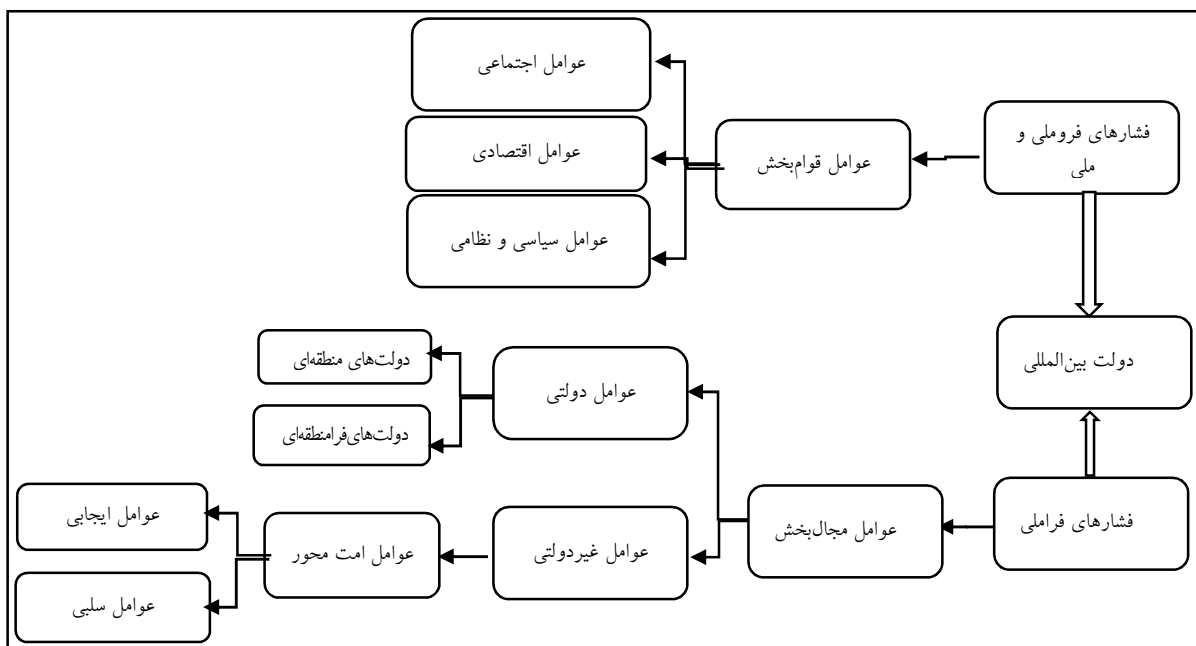 فشارهای فروملی و
ملی
عوامل قوام‌بخش
عوامل اجتماعی
عوامل اقتصادی
عوامل سیاسی و نظامی
دولت بین‌المللی
فشارهای فراملی
عوامل مجال‌بخش
عوامل دولتی
دولت‌های منطقه‌ای
دولت‌های‌فرامنطقه‌ای
عوامل غیردولتی
عوامل امت محور
عوامل ایجابی
عوامل سلبی